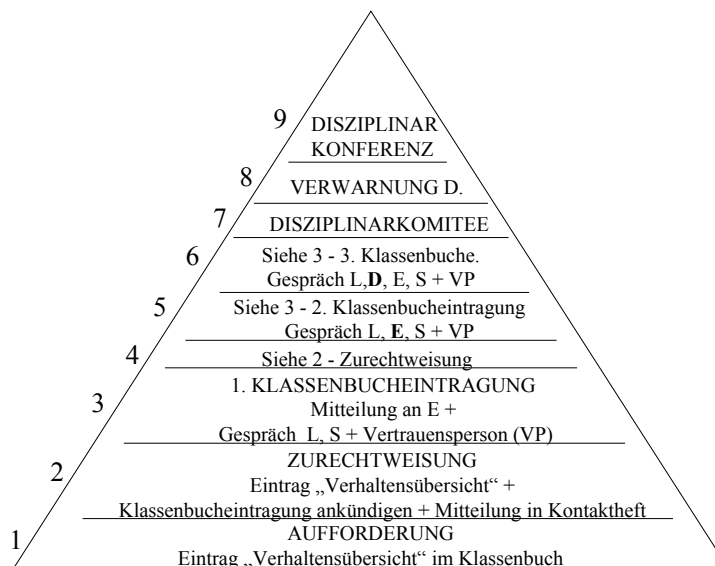 9 DISZIPLINAR
KONFERENZ
8 VERWARNUNG D.
7 DISZIPLINARKOMITEE
6 Siehe 3 - 3. Klassenbuche.
Gespräch L,D, E, S + VP
5 Siehe 3 - 2. Klassenbucheintragung
Gespräch L, E, S + VP
4 Siehe 2 - Zurechtweisung
1. KLASSENBUCHEINTRAGUNG
3 Mitteilung an E +
Gespräch L, S + Vertrauensperson (VP)
ZURECHTWEISUNG
2 Eintrag „Verhaltensübersicht“ +
Klassenbucheintragung ankündigen + Mitteilung in Kontaktheft
1 AUFFORDERUNG
Eintrag „Verhaltensübersicht“ im Klassenbuch